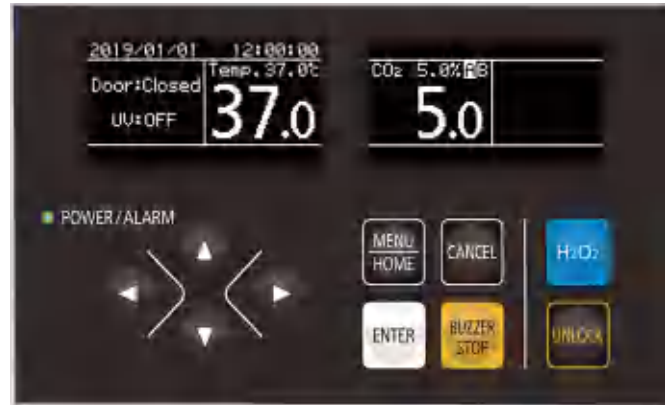 2019/01/01 12:00:00
Door:Closed
UV:OFF
Temp. 37.0℃
37.0
CO₂ 5.0% A B
5.0
POWER/ALARM
MENU
HOME
CANCEL
H₂O₂
ENTER
BUZZER
STOP
UNLOCK